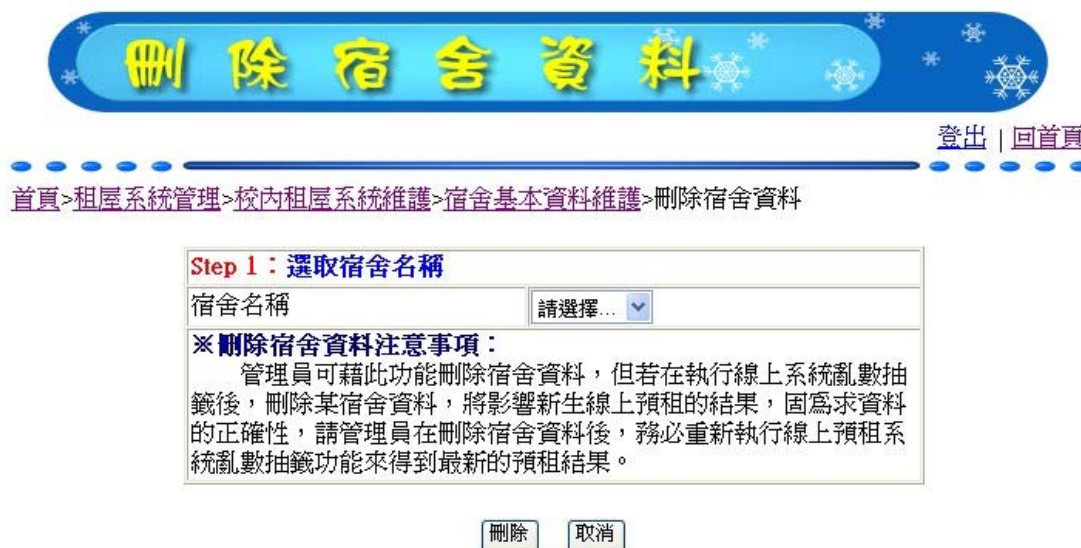 刪除宿舍資料
登出 | 回首頁
首頁>租屋系統管理>校內租屋系統維護>宿舍基本資料維護>刪除宿舍資料
Step 1：選取宿舍名稱
宿舍名稱 請選擇...
※刪除宿舍資料注意事項：
管理員可藉此功能刪除宿舍資料，但若在執行線上系統亂數抽
籤後，刪除某宿舍資料，將影響新生線上預租的結果，固為求資料
的正確性，請管理員在刪除宿舍資料後，務必重新執行線上預租系
統亂數抽籤功能來得到最新的預租結果。
刪除 取消